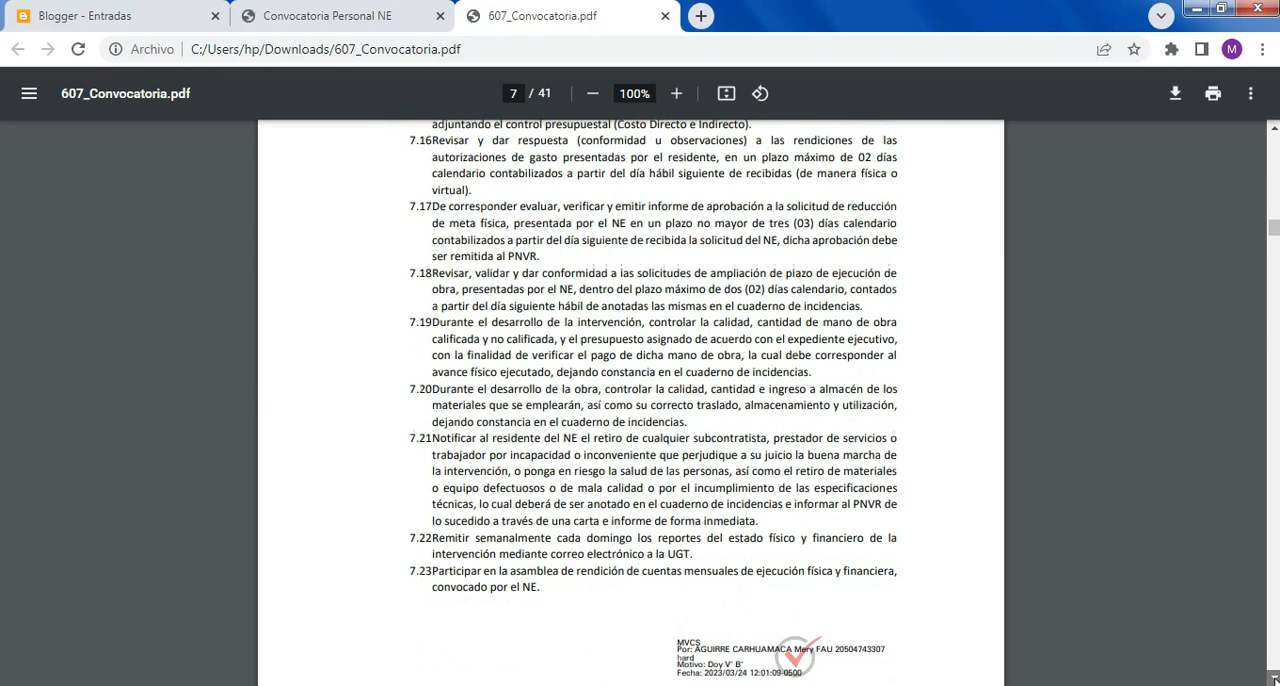 Blogger - Entradas
Convocatoria Personal NE
607_Convocatoria.pdf
Archivo
C:/Users/hp/Downloads/607_Convocatoria.pdf
M
607_Convocatoria.pdf
7 / 41
100%
adjuntando el control presupuestal (Costo Directo e Indirecto).
7.16Revisar y dar respuesta (conformidad u observaciones) a las rendiciones de las
autorizaciones de gasto presentadas por el residente, en un plazo máximo de 02 días
calendario contabilizados a partir del día hábil siguiente de recibidas (de manera física o
virtual).
7.17De corresponder evaluar, verificar y emitir informe de aprobación a la solicitud de reducción
de meta física, presentada por el NE en un plazo no mayor de tres (03) días calendario
contabilizados a partir del día siguiente de recibida la solicitud del NE, dicha aprobación debe
ser remitida al PNVR.
7.18Revisar, validar y dar conformidad a las solicitudes de ampliación de plazo de ejecución de
obra, presentadas por el NE, dentro del plazo máximo de dos (02) días calendario, contados
a partir del día siguiente hábil de anotadas las mismas en el cuaderno de incidencias.
7.19Durante el desarrollo de la intervención, controlar la calidad, cantidad de mano de obra
calificada y no calificada, y el presupuesto asignado de acuerdo con el expediente ejecutivo,
con la finalidad de verificar el pago de dicha mano de obra, la cual debe corresponder al
avance físico ejecutado, dejando constancia en el cuaderno de incidencias.
7.20Durante el desarrollo de la obra, controlar la calidad, cantidad e ingreso a almacén de los
materiales que se emplearán, así como su correcto traslado, almacenamiento y utilización,
dejando constancia en el cuaderno de incidencias.
7.21Notificar al residente del NE el retiro de cualquier subcontratista, prestador de servicios o
trabajador por incapacidad o inconveniente que perjudique a su juicio la buena marcha de
la intervención, o ponga en riesgo la salud de las personas, así como el retiro de materiales
o equipo defectuosos o de mala calidad o por el incumplimiento de las especificaciones
técnicas, lo cual deberá de ser anotado en el cuaderno de incidencias e informar al PNVR de
lo sucedido a través de una carta e informe de forma inmediata.
7.22Remitir semanalmente cada domingo los reportes del estado físico y financiero de la
intervención mediante correo electrónico a la UGT.
7.23Participar en la asamblea de rendición de cuentas mensuales de ejecución física y financiera,
convocado por el NE.
MVCS
Por: AGUIRRE CARHUAMACA Mery FAU 20504743307
hard
Motivo: Doy V° B°
Fecha: 2023/03/24 12:01:09-0500